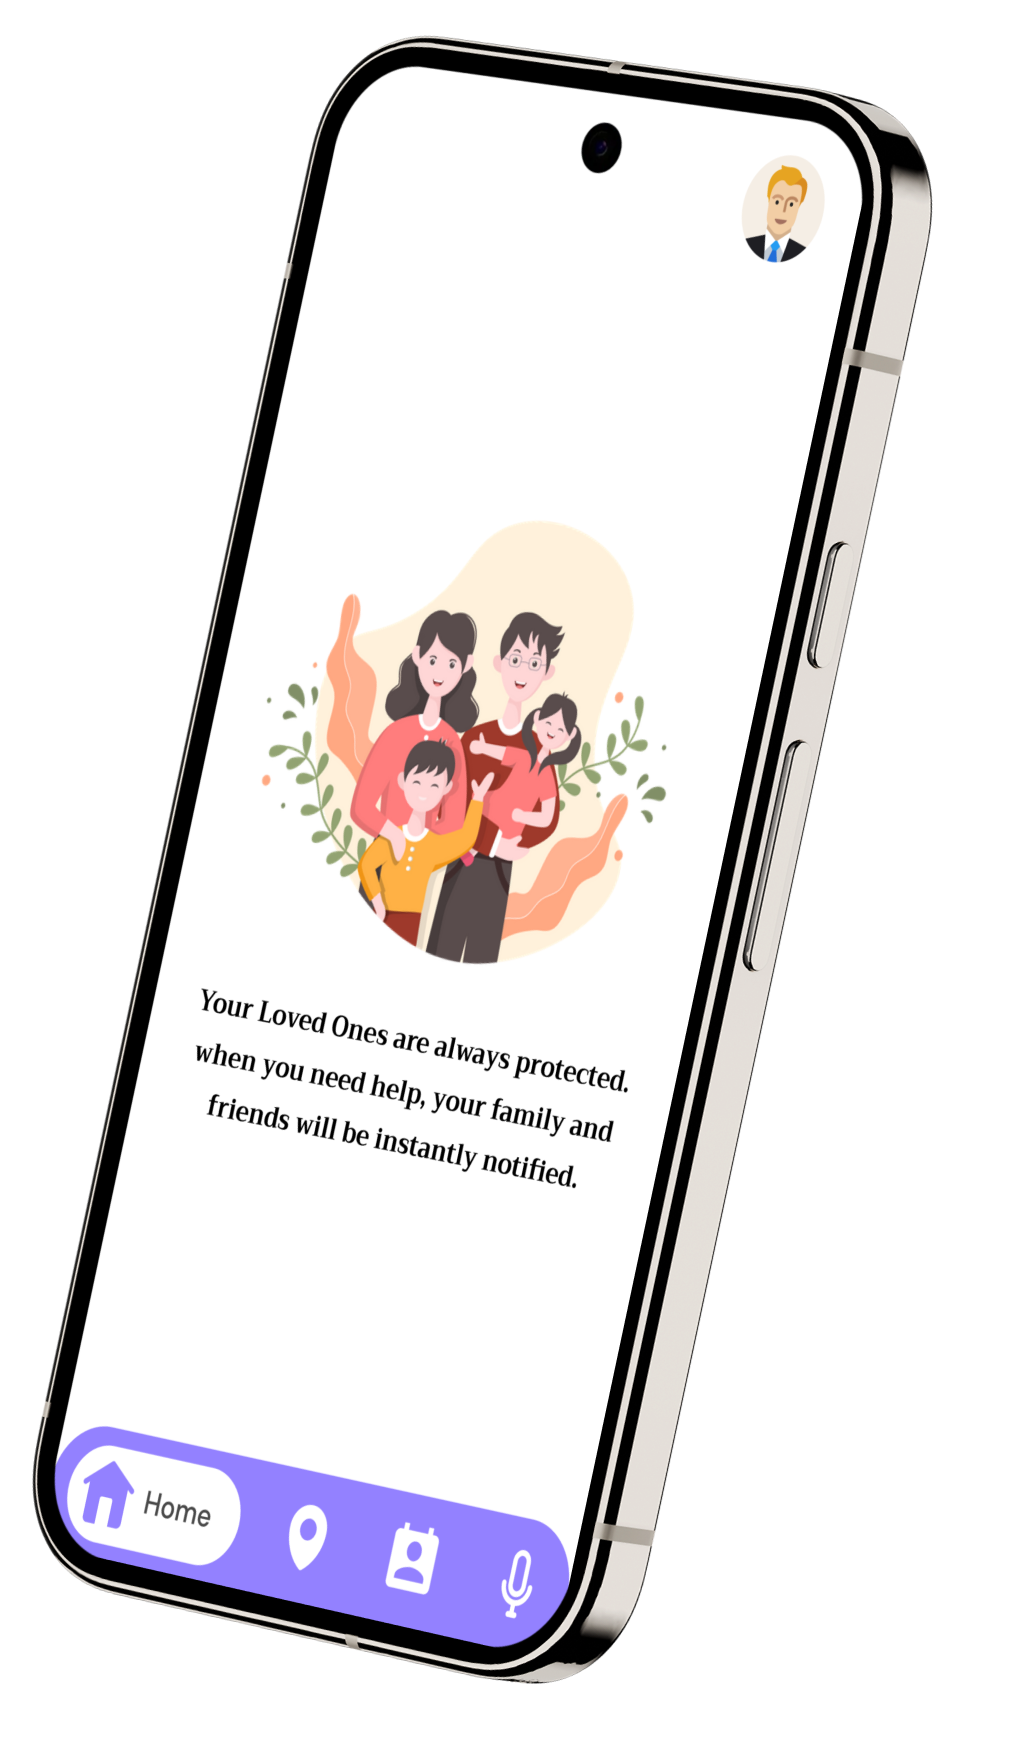 Your Loved Ones are always protected.
when you need help, your family and
friends will be instantly notified.
Home